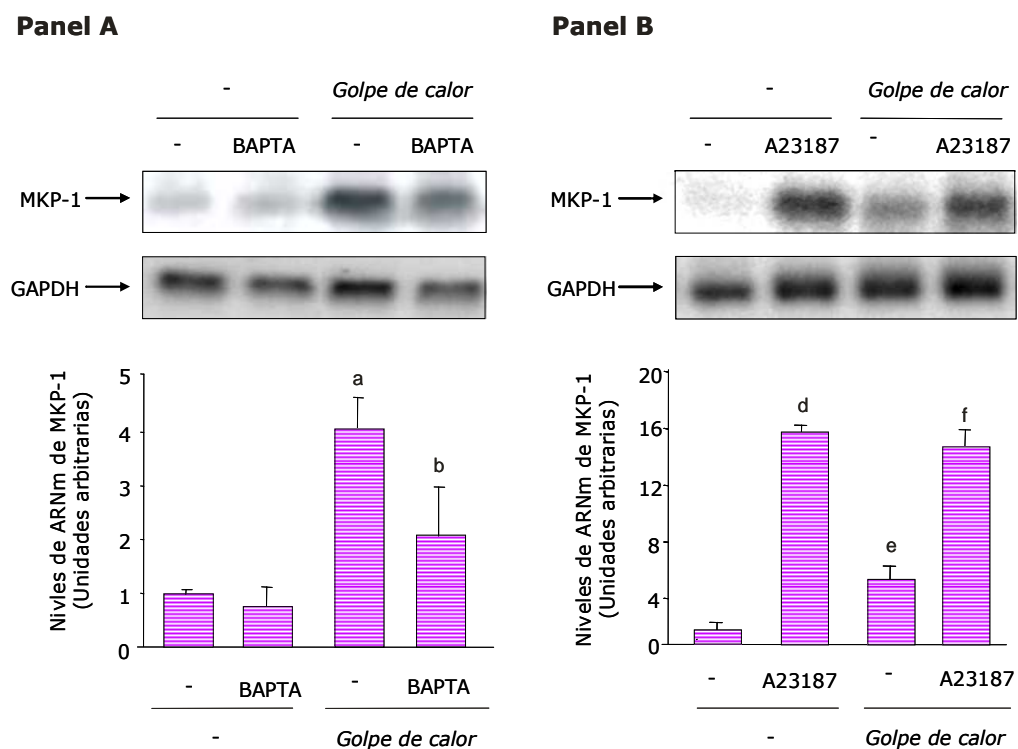 Panel A
- Golpe de calor
- BAPTA - BAPTA
MKP-1
GAPDH
Nivles de ARNm de MKP-1
(Unidades arbitrarias)
5
4
3
2
1
0
a
b
- BAPTA - BAPTA
- Golpe de calor
Panel B
- Golpe de calor
- A23187 - A23187
MKP-1
GAPDH
Niveles de ARNm de MKP-1
(Unidades arbitrarias)
20
16
12
8
4
0
d
e
f
- A23187 - A23187
- Golpe de calor